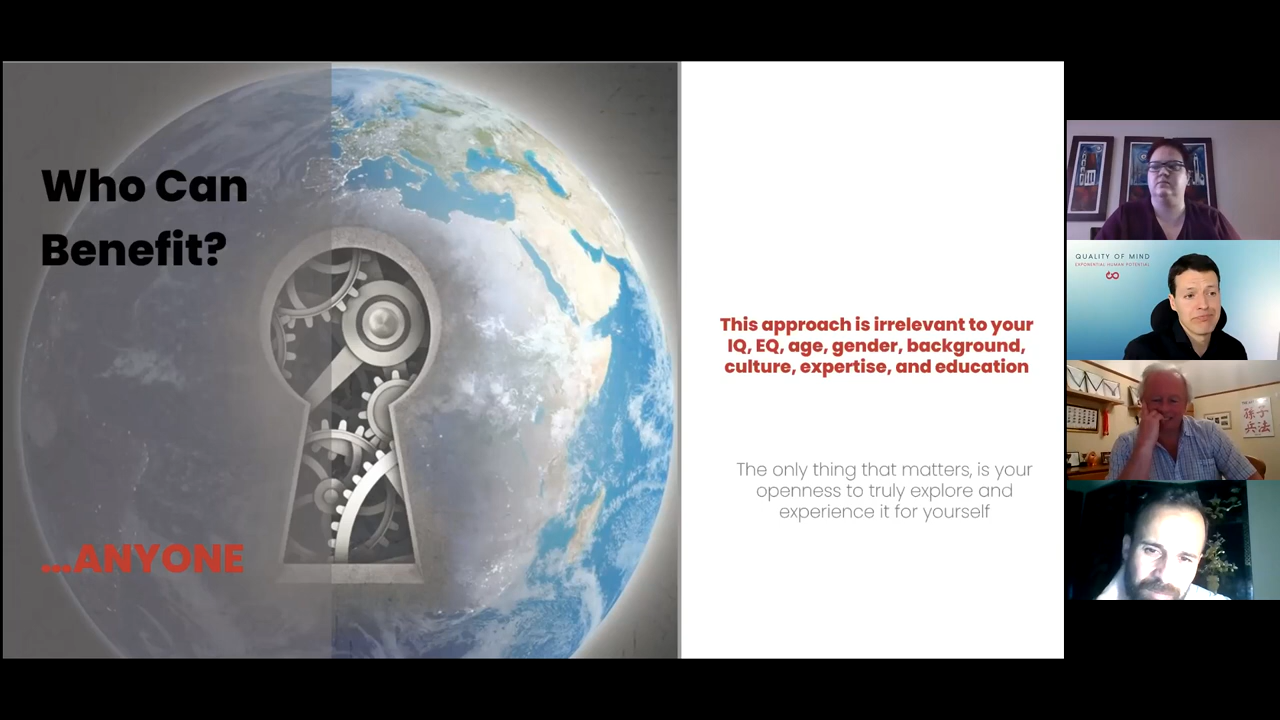 Who Can
Benefit?
...ANYONE
This approach is irrelevant to your
IQ, EQ, age, gender, background,
culture, expertise, and education
The only thing that matters, is your
openness to truly explore and
experience it for yourself
QUALITY OF MIND
EXPONENTIAL HUMAN POTENTIAL
孫子
兵法